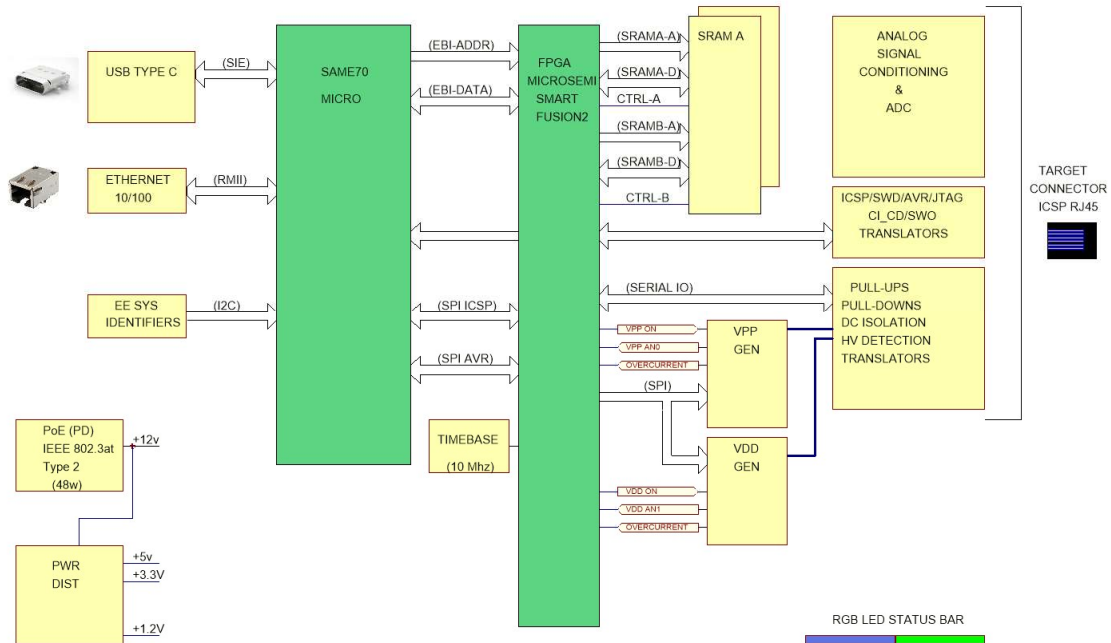 USB TYPE C
(SIE)
ETHERNET
10/100
(RMII)
EE SYS
IDENTIFIERS
(I2C)
SAME70
MICRO
(EBI-ADDR)
(EBI-DATA)
(SPI ICSP)
(SPI AVR)
TIMEBASE
(10 Mhz)
FPGA
MICROSEMI
SMART
FUSION2
(SRAMA-A)
(SRAMA-D)
CTRL-A
(SRAMB-A)
(SRAMB-D)
CTRL-B
SRAM A
(SERIAL IO)
VPP ON
VPP AN0
OVERCURRENT
(SPI)
VPP
GEN
VDD
GEN
VDD ON
VDD AN1
OVERCURRENT
ANALOG
SIGNAL
CONDITIONING
&
ADC
ICSP/SWD/AVR/JTAG
CI_CD/SWO
TRANSLATORS
PULL-UPS
PULL-DOWNS
DC ISOLATION
HV DETECTION
TRANSLATORS
TARGET
CONNECTOR
ICSP RJ45
PoE (PD)
IEEE 802.3at
Type 2
(48w)
+12v
PWR
DIST
+5v
+3.3V
+1.2V
RGB LED STATUS BAR